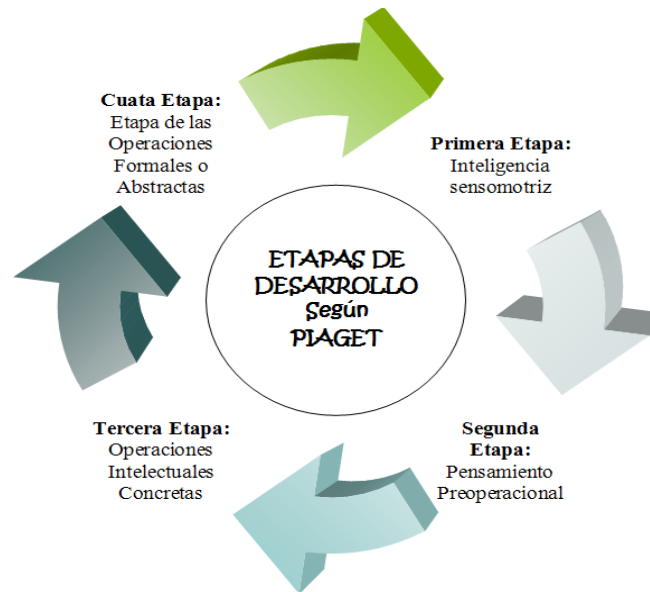 ETAPAS DE
DESARROLLO
Según
PIAGET
Primera Etapa:
Inteligencia
sensomotriz
Segunda
Etapa:
Pensamiento
Preoperacional
Tercera Etapa:
Operaciones
Intelectuales
Concretas
Cuata Etapa:
Etapa de las
Operaciones
Formales o
Abstractas